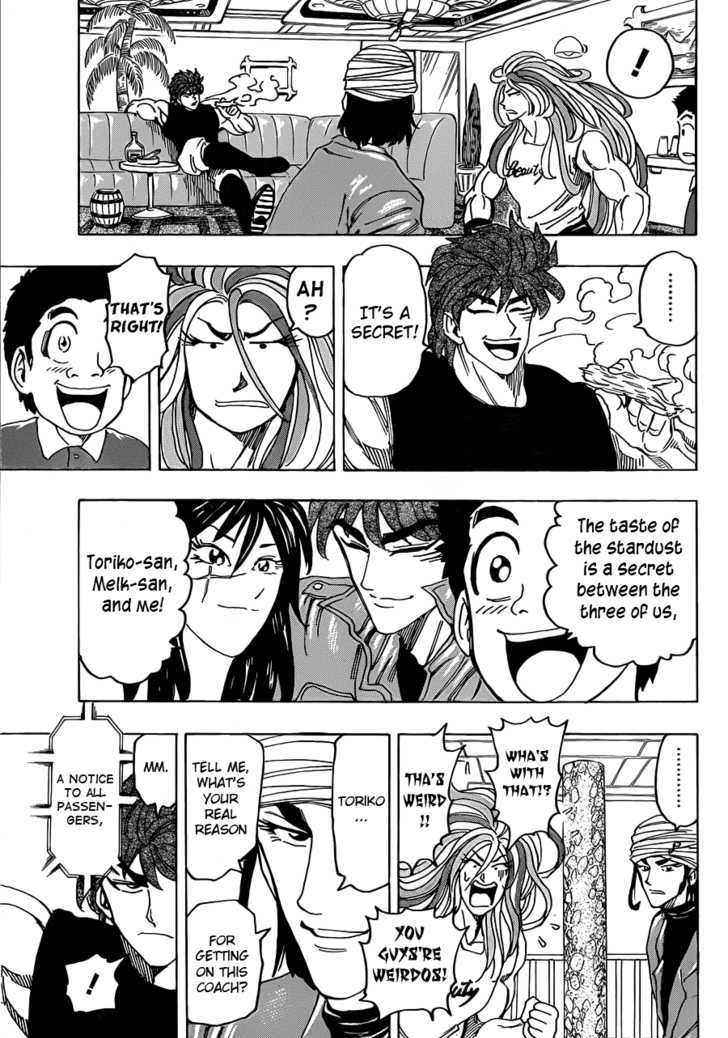 !
Beauty
.........
IT'S A
SECRET!
AH
?
THAT'S
RIGHT!
The taste of
the stardust
is a secret
between the
three of us,
Toriko-san,
Melk-san,
and me!
.........
WHA'S
WITH
THAT!?
THA'S
WEIRD
!!
YOU
GUYS'RE
WEIRDOS!
TORIKO
...
TELL ME,
WHAT'S
YOUR
REAL
REASON
FOR
GETTING
ON THIS
COACH?
MM.
A NOTICE
TO ALL
PASSEN-
GERS,
!